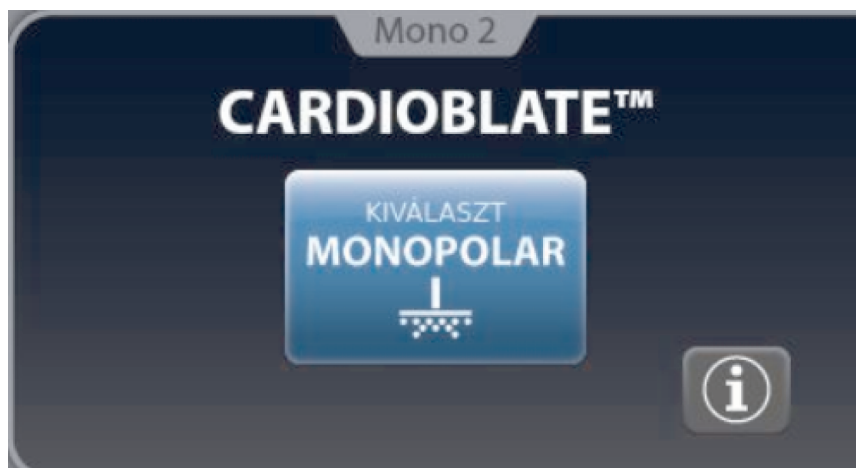 Mono 2
CARDIOBLATE™
KIVÁLASZT
MONOPOLAR
i